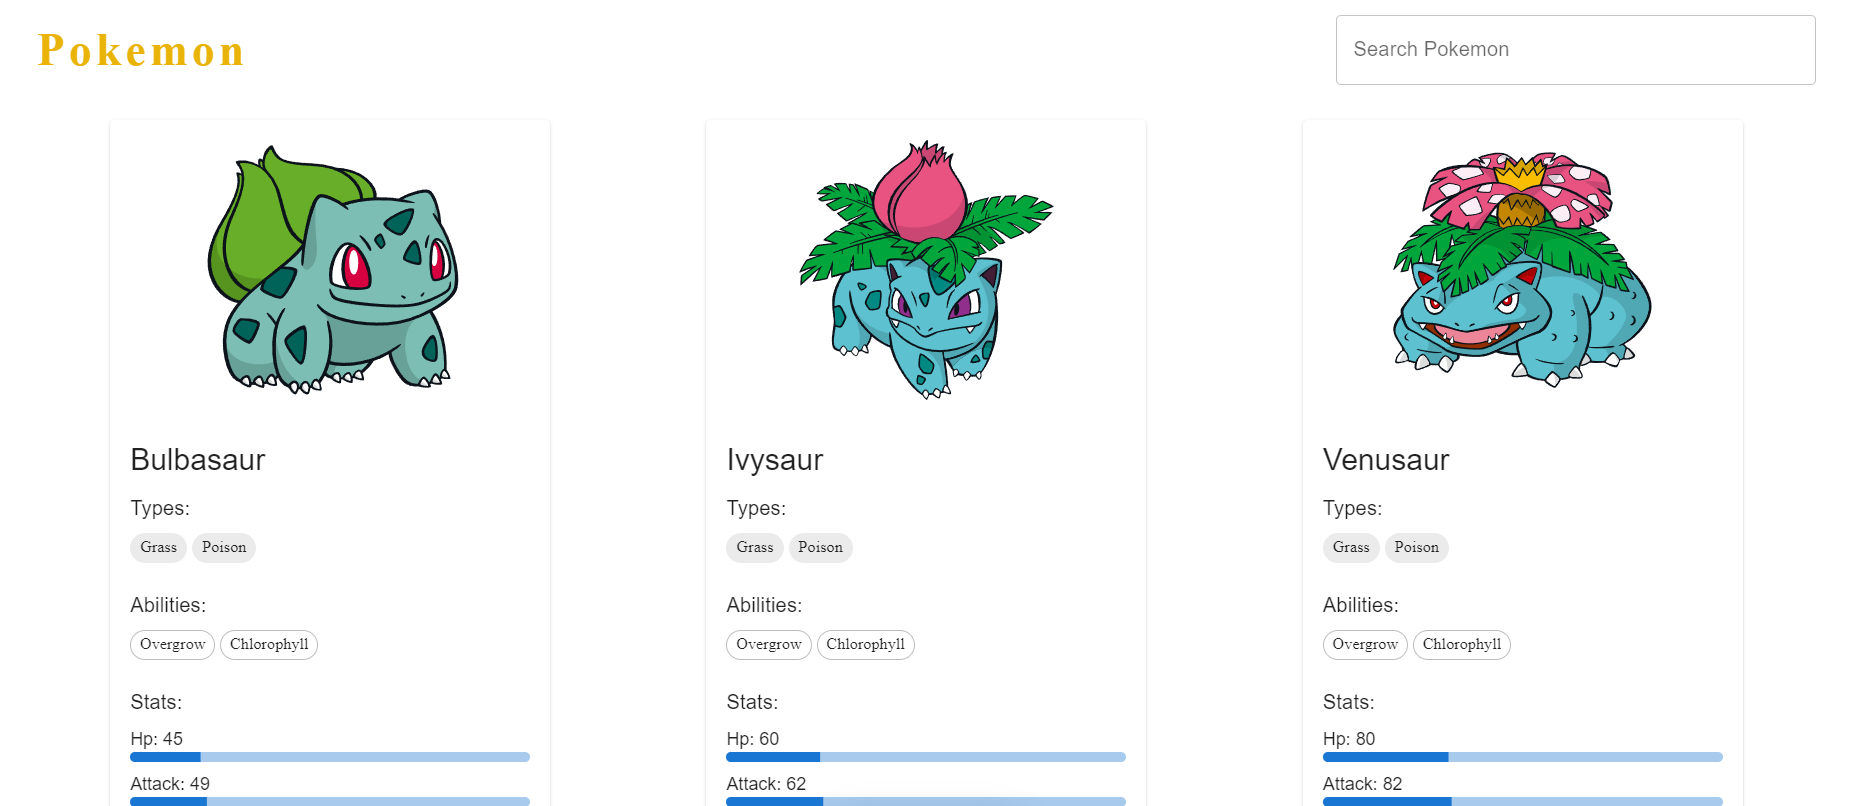 Pokemon
Search Pokemon
Bulbasaur
Types:
Grass Poison
Abilities:
Overgrow Chlorophyll
Stats:
Hp: 45
Attack: 49
Ivysaur
Types:
Grass Poison
Abilities:
Overgrow Chlorophyll
Stats:
Hp: 60
Attack: 62
Venusaur
Types:
Grass Poison
Abilities:
Overgrow Chlorophyll
Stats:
Hp: 80
Attack: 82